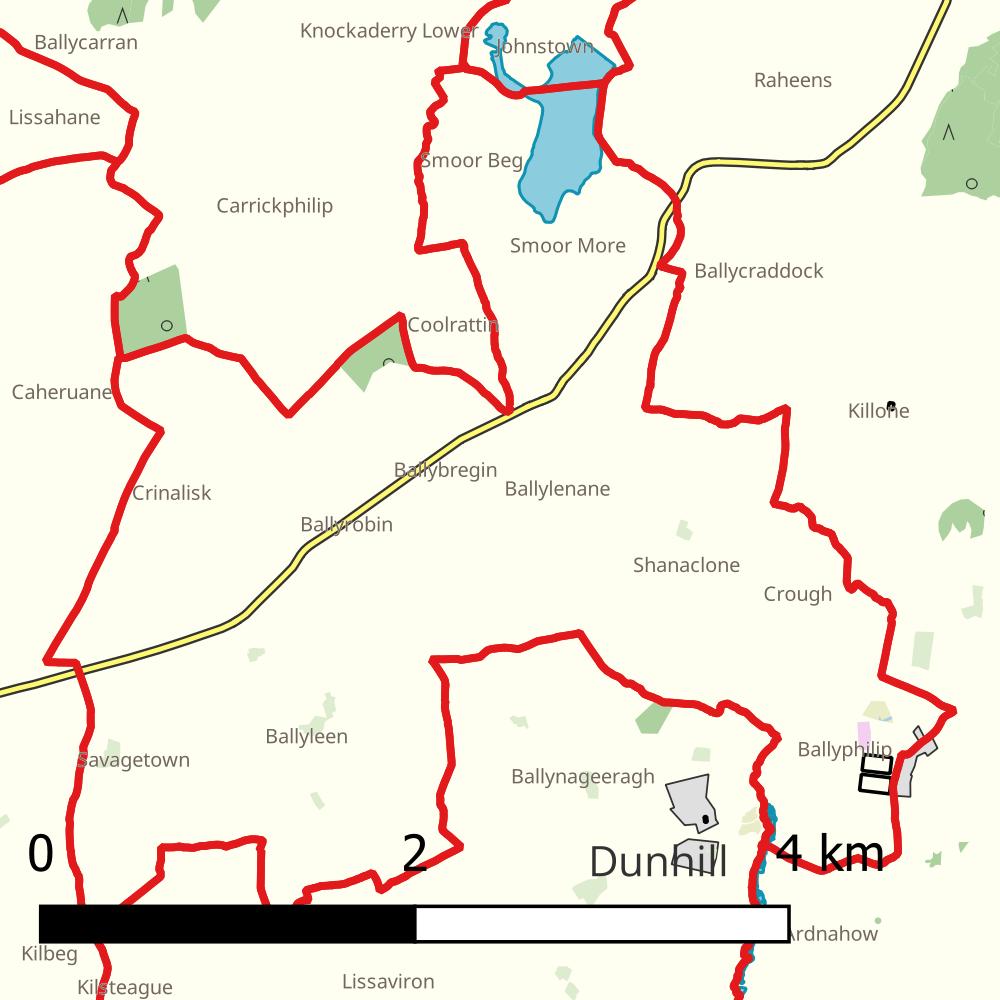 Knockaderry Lower
Ballycarran
Johnstown
Raheens
Lissahane
Smoor Beg
Carrickphilip
Smoor More
Ballycraddock
Coolrattin
Caheruane
Killone
Ballybregin
Crinalisk
Ballylenane
Ballyrobin
Shanaclone
Crough
Ballyleen
Ballyphilip
Savagetown
Ballynageeragh
0 2 4 km
Dunhill
Ardnahow
Kilbeg
Lissaviron
Kilsteague